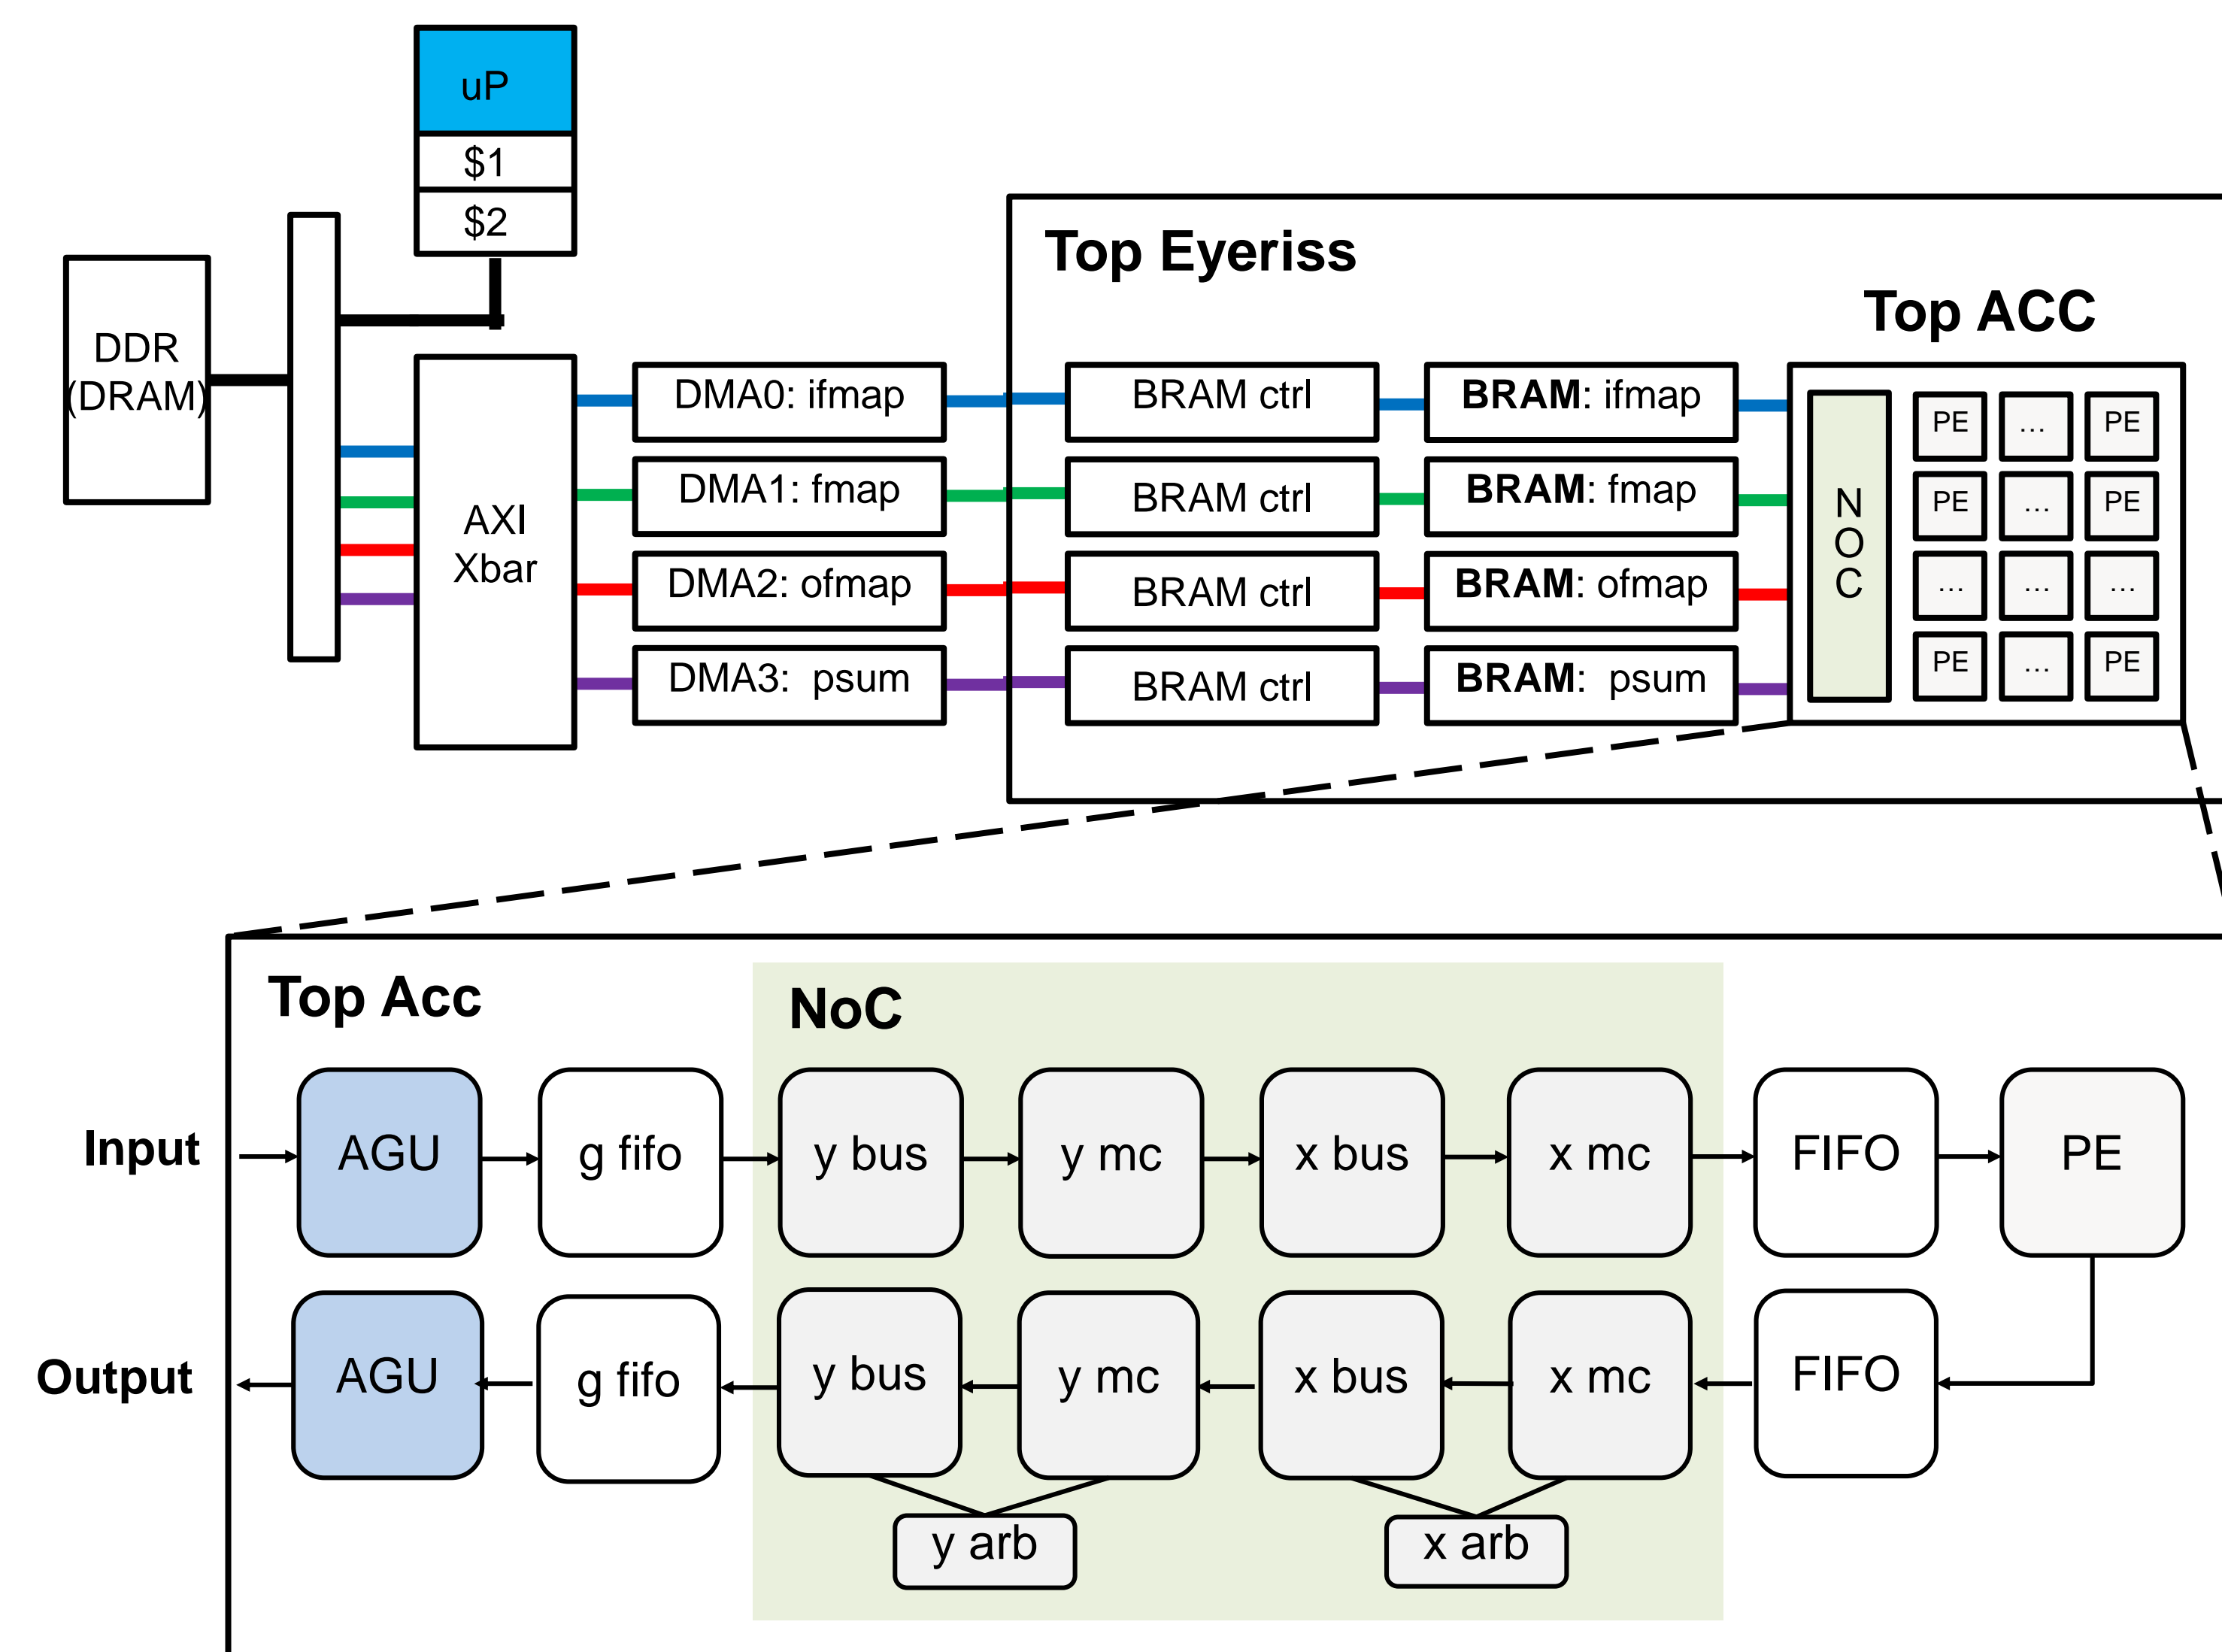 uP
$1
$2
DDR
(DRAM)
AXI
Xbar
DMA0: ifmap
DMA1: fmap
DMA2: ofmap
DMA3: psum
Top Eyeriss
BRAM ctrl
BRAM: ifmap
BRAM ctrl
BRAM: fmap
BRAM ctrl
BRAM: ofmap
BRAM ctrl
BRAM: psum
Top ACC
N
O
C
PE ... PE
PE ... PE
... ... ...
PE ... PE
Top Acc
NoC
Input
AGU
g fifo
y bus
y mc
x bus
x mc
FIFO
PE
Output
AGU
g fifo
y bus
y mc
x bus
x mc
FIFO
y arb
x arb